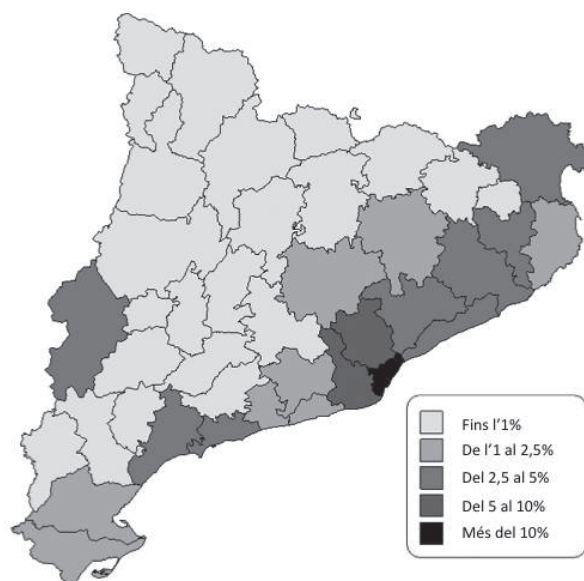 Fins l'1%
De l'1 al 2,5%
Del 2,5 al 5%
Del 5 al 10%
Més del 10%